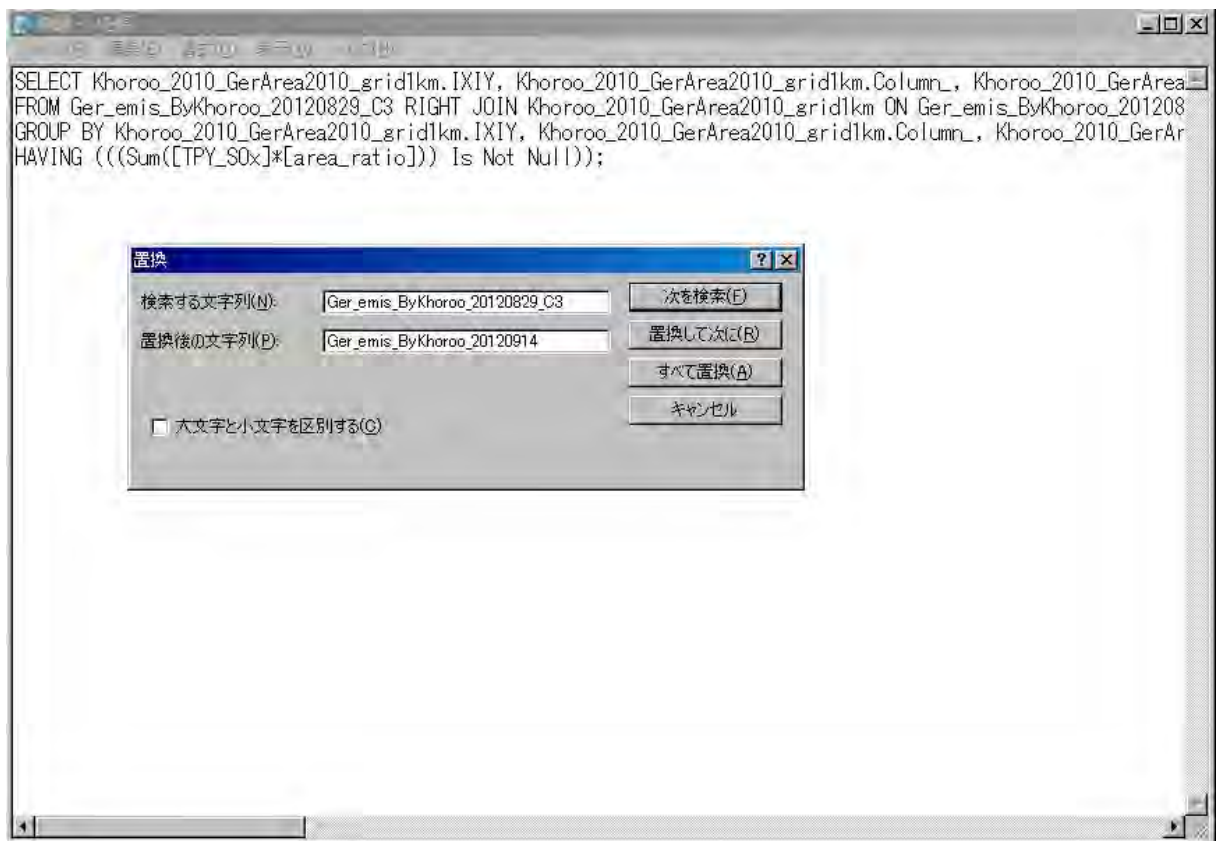 SELECT Khoroo_2010_GerArea2010_grid1km.IXIY, Khoroo_2010_GerArea2010_grid1km.Column_, Khoroo_2010_GerArea
FROM Ger_emis_ByKhoroo_20120829_C3 RIGHT JOIN Khoroo_2010_GerArea2010_grid1km ON Ger_emis_ByKhoroo_201208
GROUP BY Khoroo_2010_GerArea2010_grid1km.IXIY, Khoroo_2010_GerArea2010_grid1km.Column_, Khoroo_2010_GerAr
HAVING (((Sum([TPY_SOx]*[area_ratio])) Is Not Null));
置換
検索する文字列(N): Ger_emis_ByKhoroo_20120829_C3 次を検索(F)
置換後の文字列(P): Ger_emis_ByKhoroo_20120914 置換して次に(R)
すべて置換(A)
キャンセル
大文字と小文字を区別する(C)